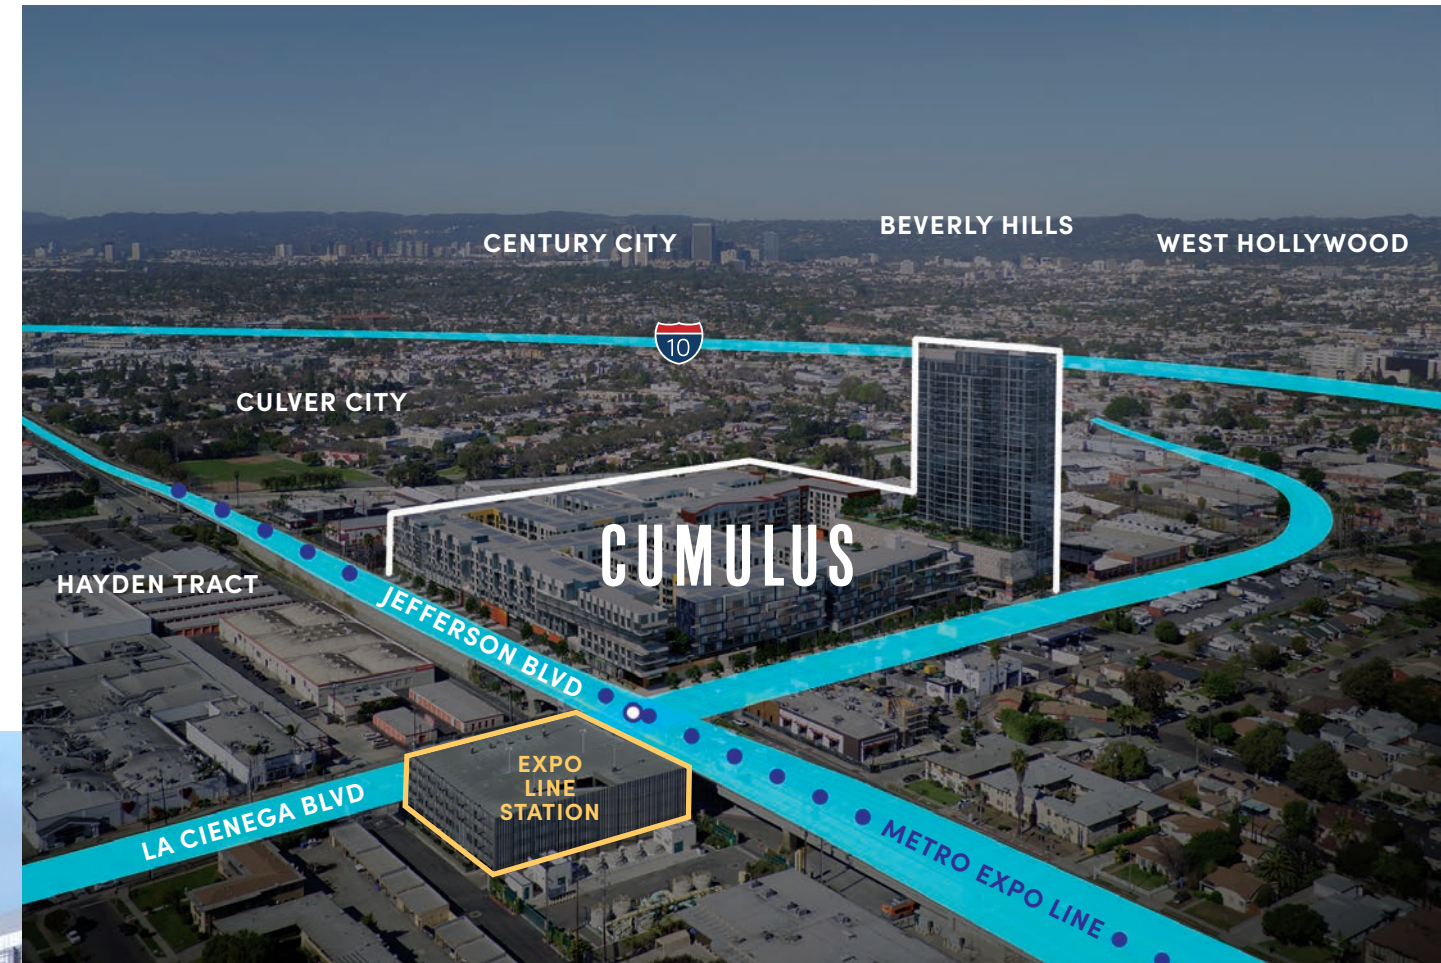 CENTURY CITY
BEVERLY HILLS
WEST HOLLYWOOD
10
CULVER CITY
CUMULUS
HAYDEN TRACT
JEFFERSON BLVD
EXPO
LINE
STATION
LA CIENEGA BLVD
METRO EXPO LINE